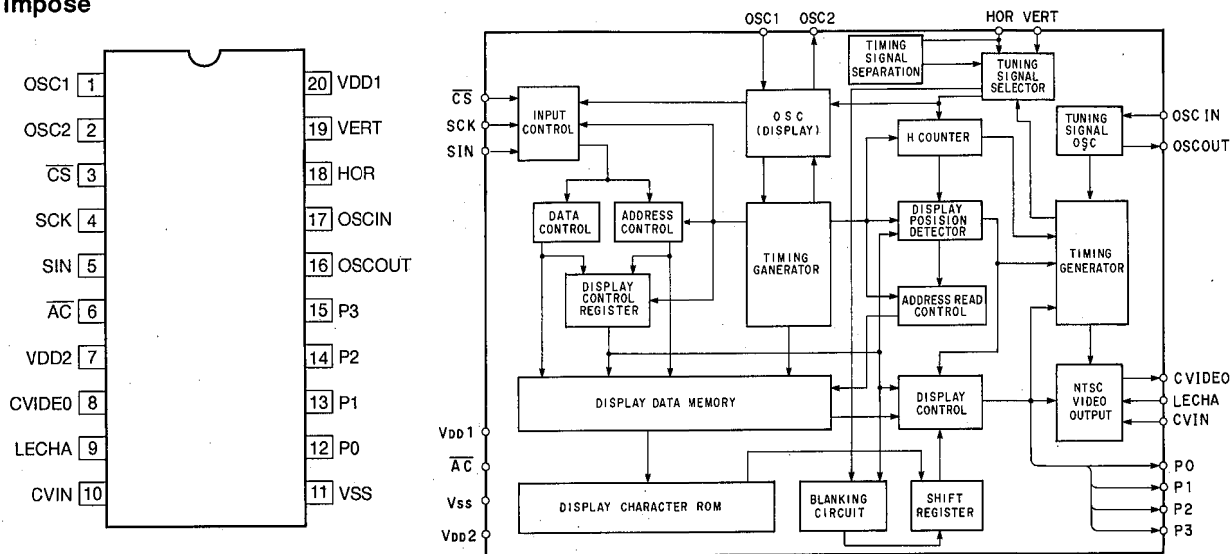 Impose
OSC1 1
OSC2 2
CS 3
SCK 4
SIN 5
AC 6
VDD2 7
CVIDE0 8
LECHA 9
CVIN 10
20 VDD1
19 VERT
18 HOR
17 OSCIN
16 OSCOUT
15 P3
14 P2
13 P1
12 P0
11 VSS
OSC1 OSC2
HOR VERT
CS
SCK
SIN
INPUT
CONTROL
OSC
(DISPLAY)
TIMING
SIGNAL
SEPARATION
TUNING
SIGNAL
SELECTOR
H COUNTER
TUNING
SIGNAL
OSC
OSC IN
OSCOUT
DATA
CONTROL
ADDRESS
CONTROL
DISPLAY
CONTROL
REGISTER
TIMING
GANERATOR
DISPLAY
POSISION
DETECTOR
ADDRESS READ
CONTROL
TIMING
GENERATOR
DISPLAY DATA MEMORY
DISPLAY
CONTROL
NTSC
VIDEO
OUTPUT
CVIDEO
LECHA
CVIN
VDD1
AC
Vss
VDD2
DISPLAY CHARACTER ROM
BLANKING
CIRCUIT
SHIFT
REGISTER
P0
P1
P2
P3